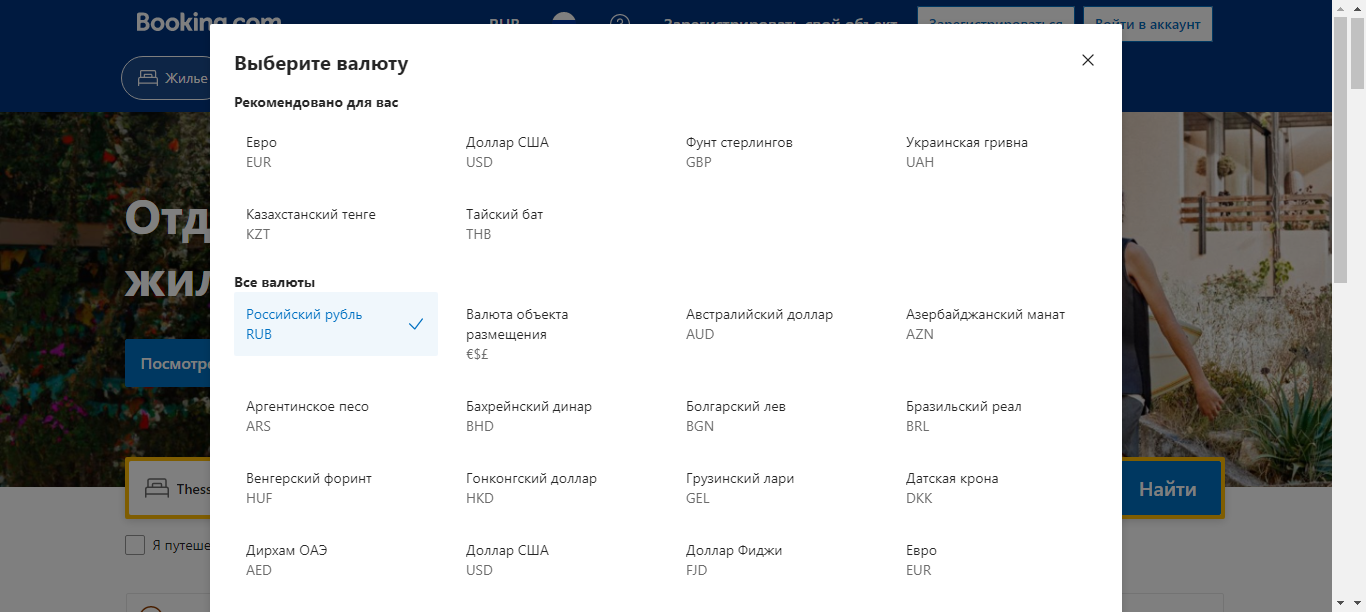 Booking.com
RUB
Зарегистрировать свой объект
Зарегистрироваться
Войти в аккаунт
Жилье
Выберите валюту
Рекомендовано для вас
Евро
EUR
Доллар США
USD
Фунт стерлингов
GBP
Украинская гривна
UAH
Казахстанский тенге
KZT
Тайский бат
THB
Все валюты
Российский рубль
RUB
Валюта объекта
размещения
€$£
Австралийский доллар
AUD
Азербайджанский манат
AZN
Аргентинское песо
ARS
Бахрейнский динар
BHD
Болгарский лев
BGN
Бразильский реал
BRL
Венгерский форинт
HUF
Гонконгский доллар
HKD
Грузинский лари
GEL
Датская крона
DKK
Дирхам ОАЭ
AED
Доллар США
USD
Доллар Фиджи
FJD
Евро
EUR
Отд
жил
Посмотр
Thess
Найти
Я путеше